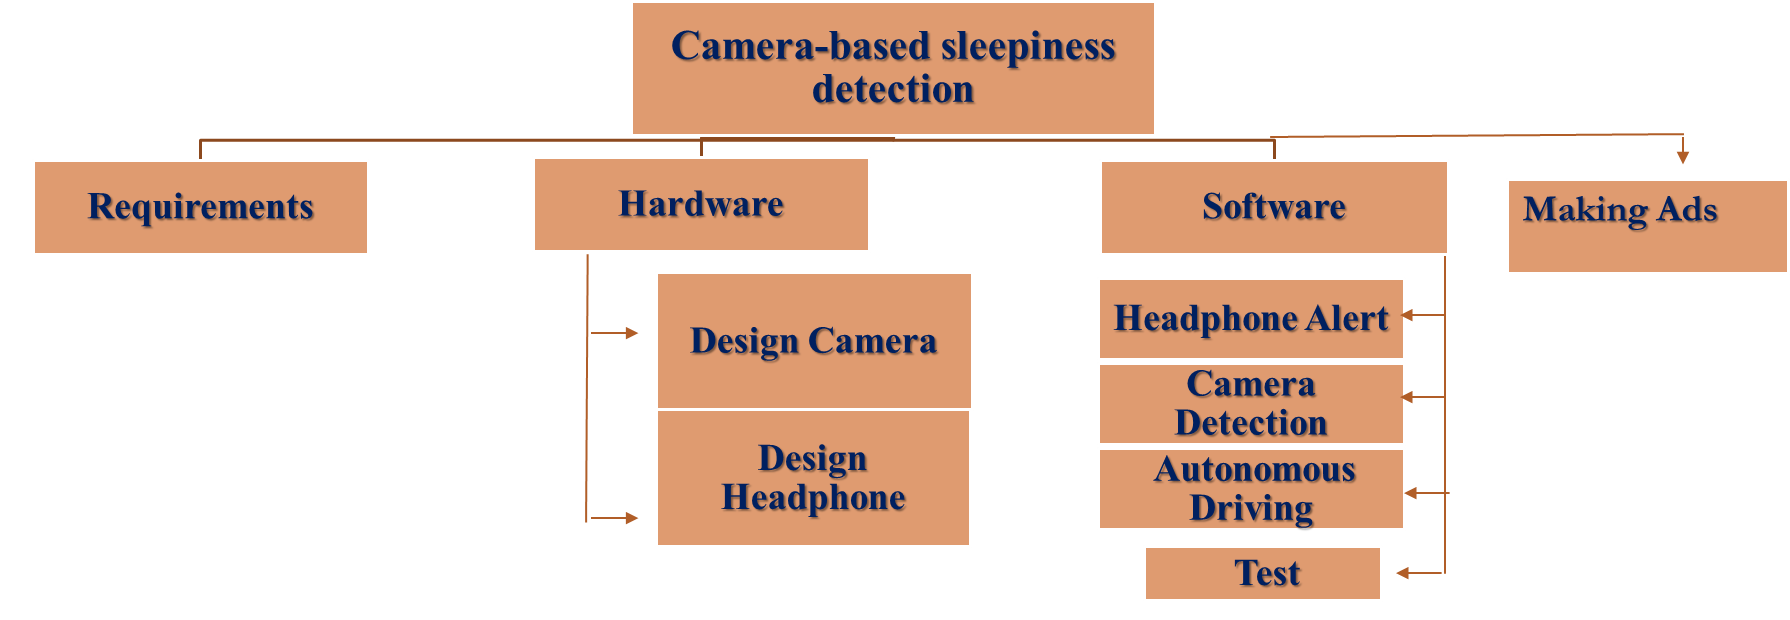 Camera-based sleepiness
detection
Requirements
Hardware
Software
Making Ads
Design Camera
Design
Headphone
Headphone Alert
Camera
Detection
Autonomous
Driving
Test